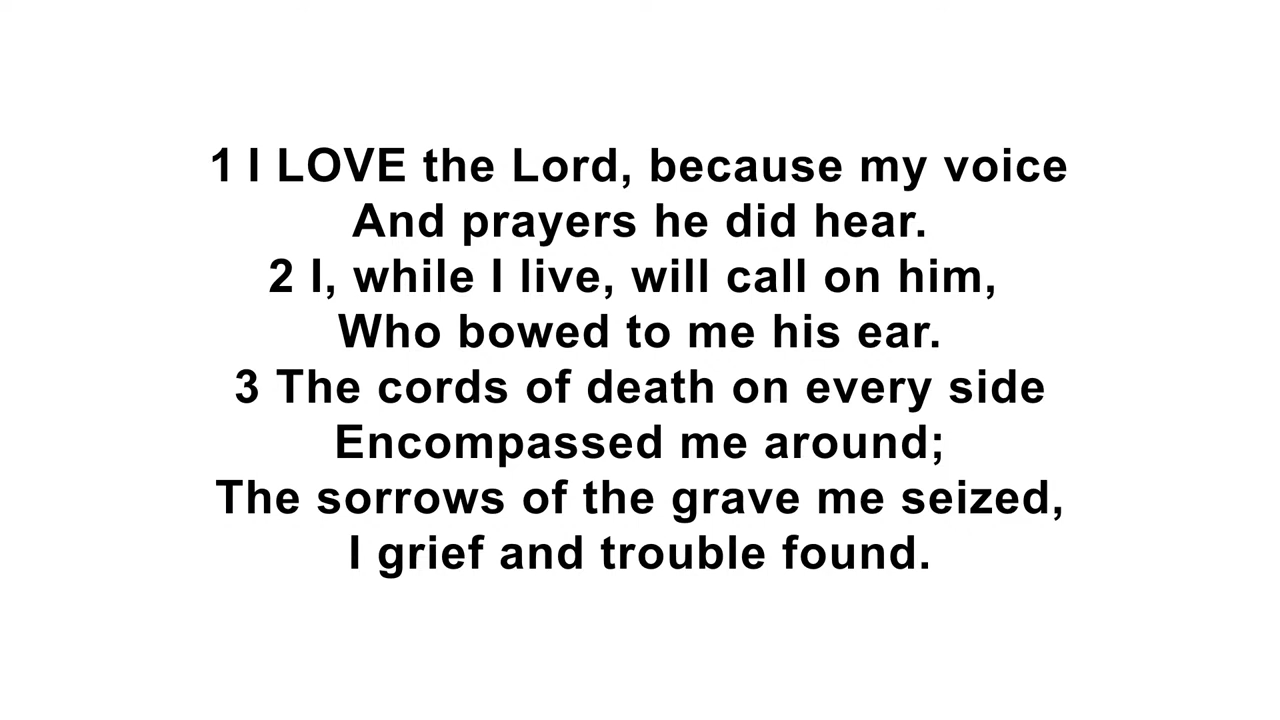 1 I LOVE the Lord, because my voice
And prayers he did hear.
2 I, while I live, will call on him,
Who bowed to me his ear.
3 The cords of death on every side
Encompassed me around;
The sorrows of the grave me seized,
I grief and trouble found.